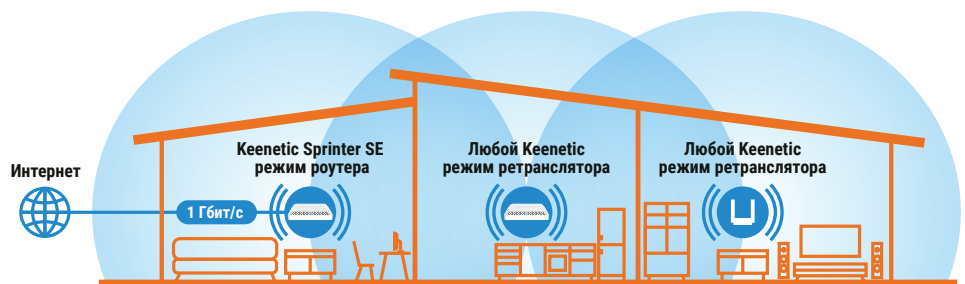 Интернет
1 Гбит/с
Keenetic Sprinter SE
режим роутера
Любой Keenetic
режим ретранслятора
Любой Keenetic
режим ретранслятора